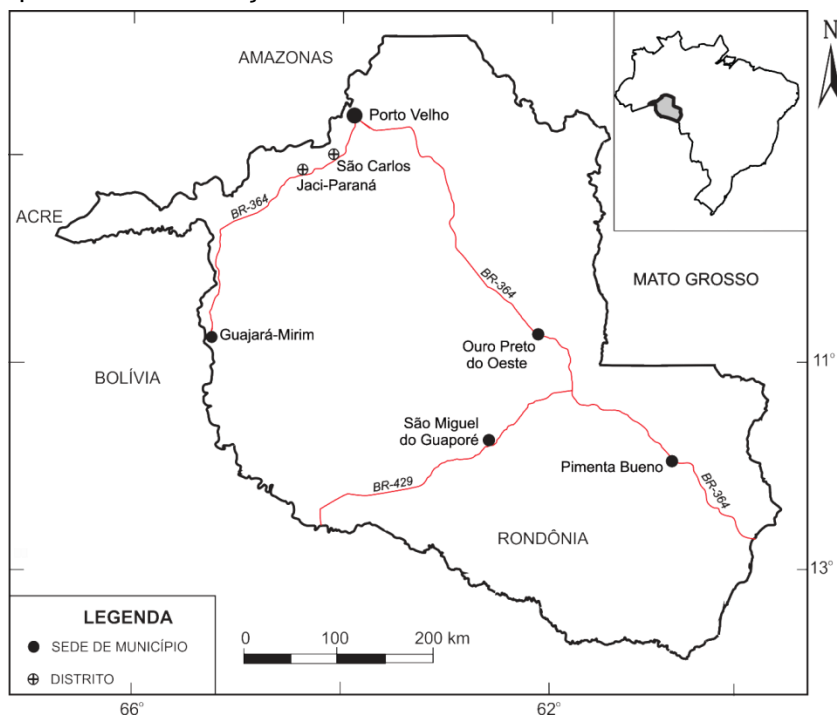 AMAZONAS
N
Porto Velho
São Carlos
Jaci-Paraná
BR-364
ACRE
BR-364
MATO GROSSO
Guajará-Mirim
Ouro Preto
do Oeste
11°
BOLÍVIA
São Miguel
do Guaporé
Pimenta Bueno
BR-429
BR-364
RONDÔNIA
13°
LEGENDA
SEDE DE MUNICÍPIO
DISTRITO
0 100 200 km
66°
62°